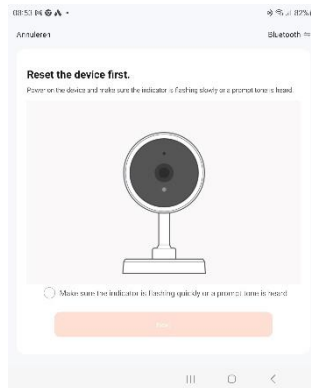 08:53
82%
Annuleren
Bluetooth
Reset the device first.
Power on the device and make sure the indicator is flashing slowly or a prompt tone is heard
Make sure the indicator is flashing quickly or a prompt tone is heard